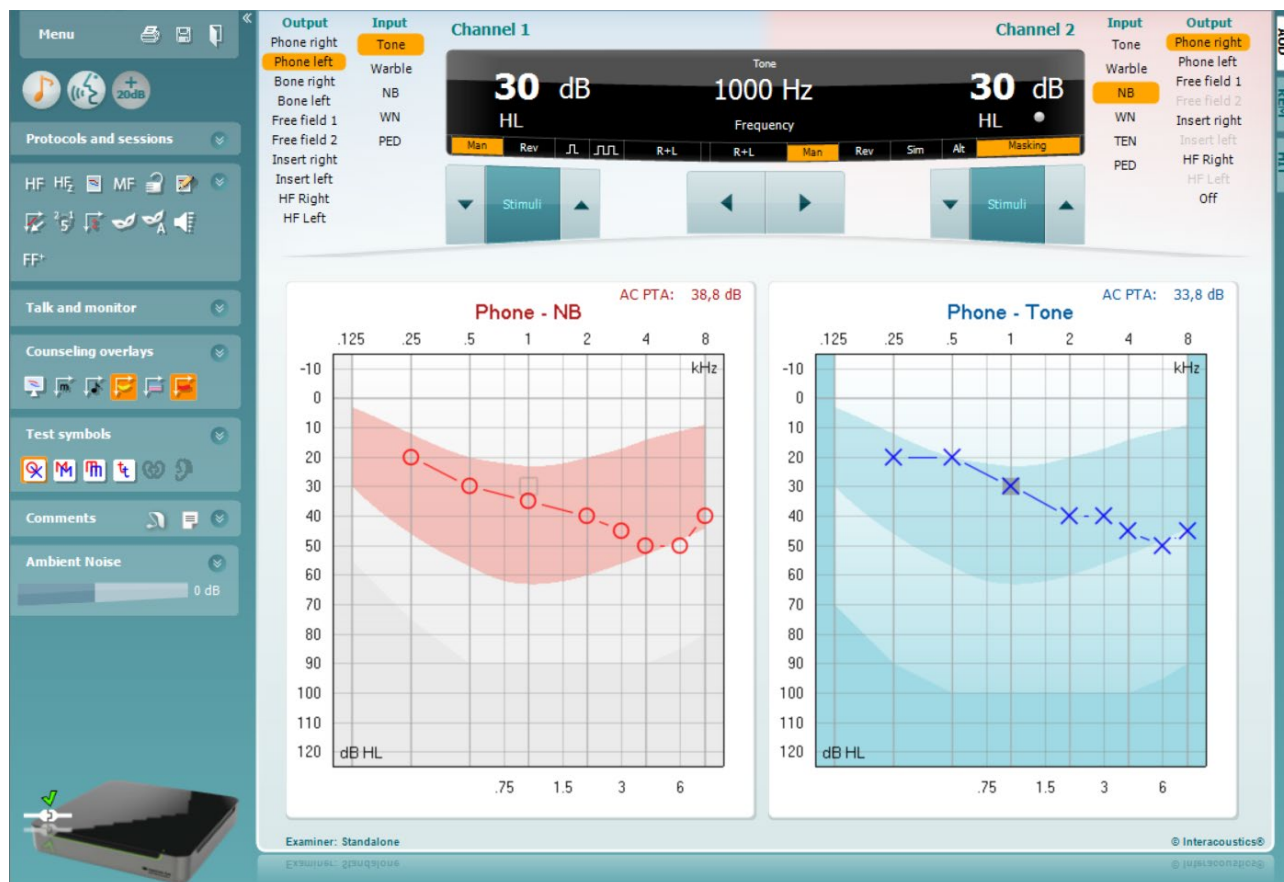 Menu
+
20dB
Protocols and sessions
HF HFz MF
2 5 -1
A
FF+
Talk and monitor
Counseling overlays
m
Test symbols
M m t
Comments
Ambient Noise
0 dB
Output Input
Phone right Tone
Phone left Warble
Bone right NB
Bone left WN
Free field 1 PED
Free field 2
Insert right
Insert left
HF Right
HF Left
Channel 1
Channel 2
Tone
30 dB 1000 Hz 30 dB
HL Frequency HL
Man Rev R+L R+L Man Rev Sim Alt Masking
Stimuli
Stimuli
Input Output
Tone Phone right
Warble Phone left
NB Free field 1
WN Free field 2
TEN Insert right
PED Insert left
HF Right
HF Left
Off
AUD
AC PTA: 38,8 dB
Phone - NB
.125 .25 .5 1 2 4 8
kHz
-10
0
10
20
30
40
50
60
70
80
90
100
110
120 dB HL
.75 1.5 3 6
AC PTA: 33,8 dB
Phone - Tone
.125 .25 .5 1 2 4 8
kHz
-10
0
10
20
30
40
50
60
70
80
90
100
110
120 dB HL
.75 1.5 3 6
Examiner: Standalone
© Interacoustics®